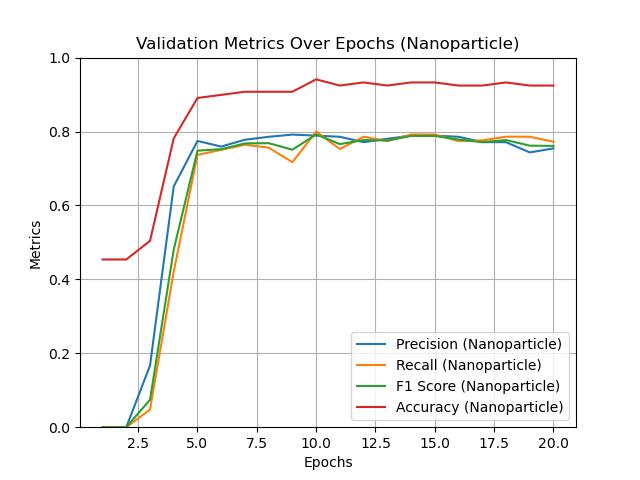 Validation Metrics Over Epochs (Nanoparticle)
1.0
0.8
0.6
0.4
0.2
0.0
Metrics
2.5 5.0 7.5 10.0 12.5 15.0 17.5 20.0
Epochs
Precision (Nanoparticle)
Recall (Nanoparticle)
F1 Score (Nanoparticle)
Accuracy (Nanoparticle)